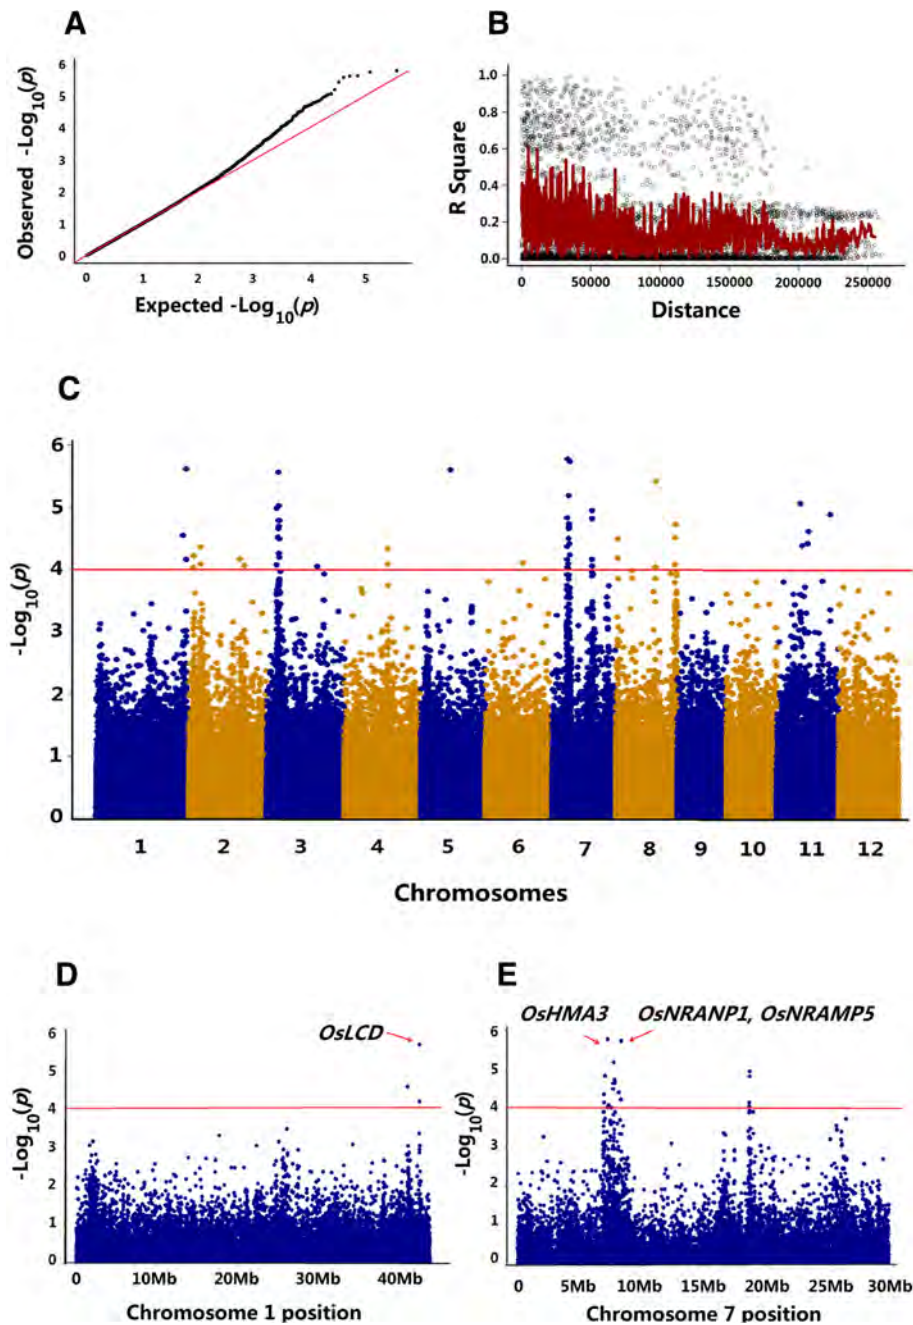 A
Observed -Log10(p)
6
5
4
3
2
1
0
0 1 2 3 4 5
Expected -Log10(p)
B
R Square
1.0
0.8
0.6
0.4
0.2
0.0
0 50000 100000 150000 200000 250000
Distance
C
-Log10(p)
6
5
4
3
2
1
0
1 2 3 4 5 6 7 8 9 10 11 12
Chromosomes
D
OsLCD
-Log10(p)
6
5
4
3
2
1
0
0 10Mb 20Mb 30Mb 40Mb
Chromosome 1 position
E
OsHMA3 OsNRANP1, OsNRAMP5
-Log10(p)
6
5
4
3
2
1
0
0 5Mb 10Mb 15Mb 20Mb 25Mb 30Mb
Chromosome 7 position